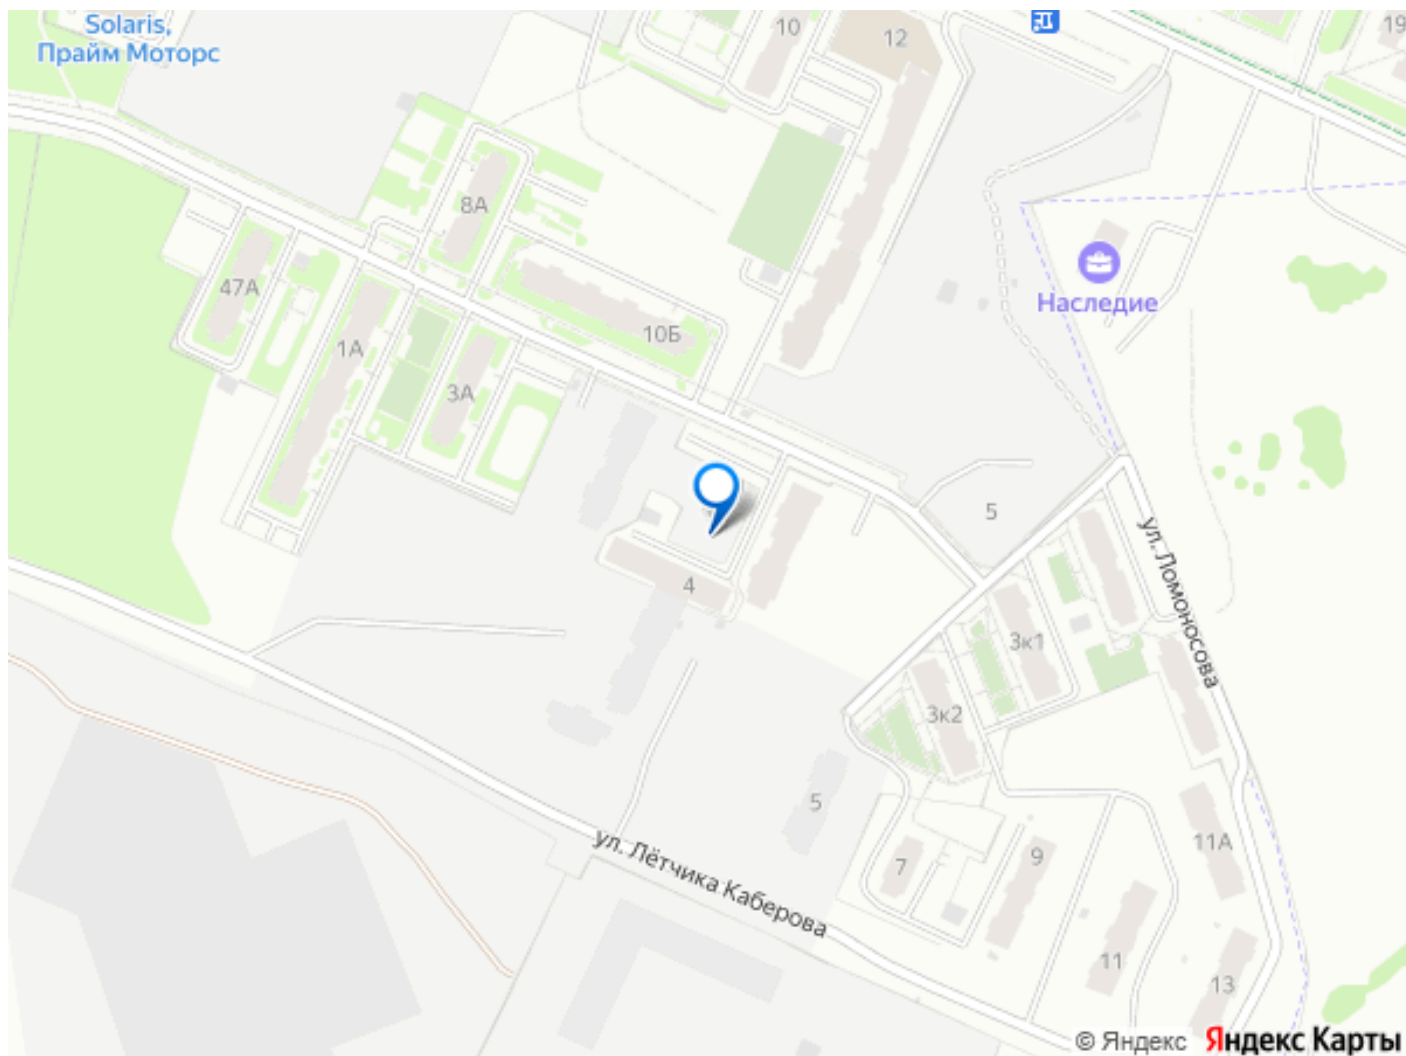 Solaris,
Прайм Моторс
10
12
19
8А
47А
Наследие
10Б
1А
3А
5
ул. Ломоносова
4
3к1
3к2
5
11А
ул. Лётчика Каберова
7
9
11
13
© Яндекс Яндекс Карты